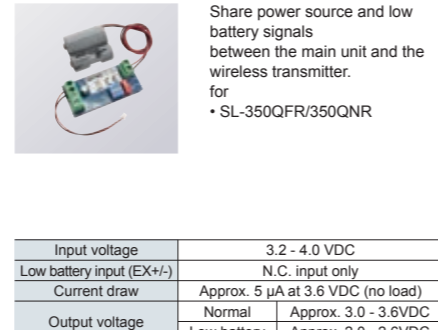 Share power source and low
battery signals
between the main unit and the
wireless transmitter.
for
• SL-350QFR/350QNR
Input voltage 3.2 - 4.0 VDC
Low battery input (EX+/-) N.C. input only
Current draw Approx. 5 μA at 3.6 VDC (no load)
Output voltage Normal Approx. 3.0 - 3.6VDC
Low battery